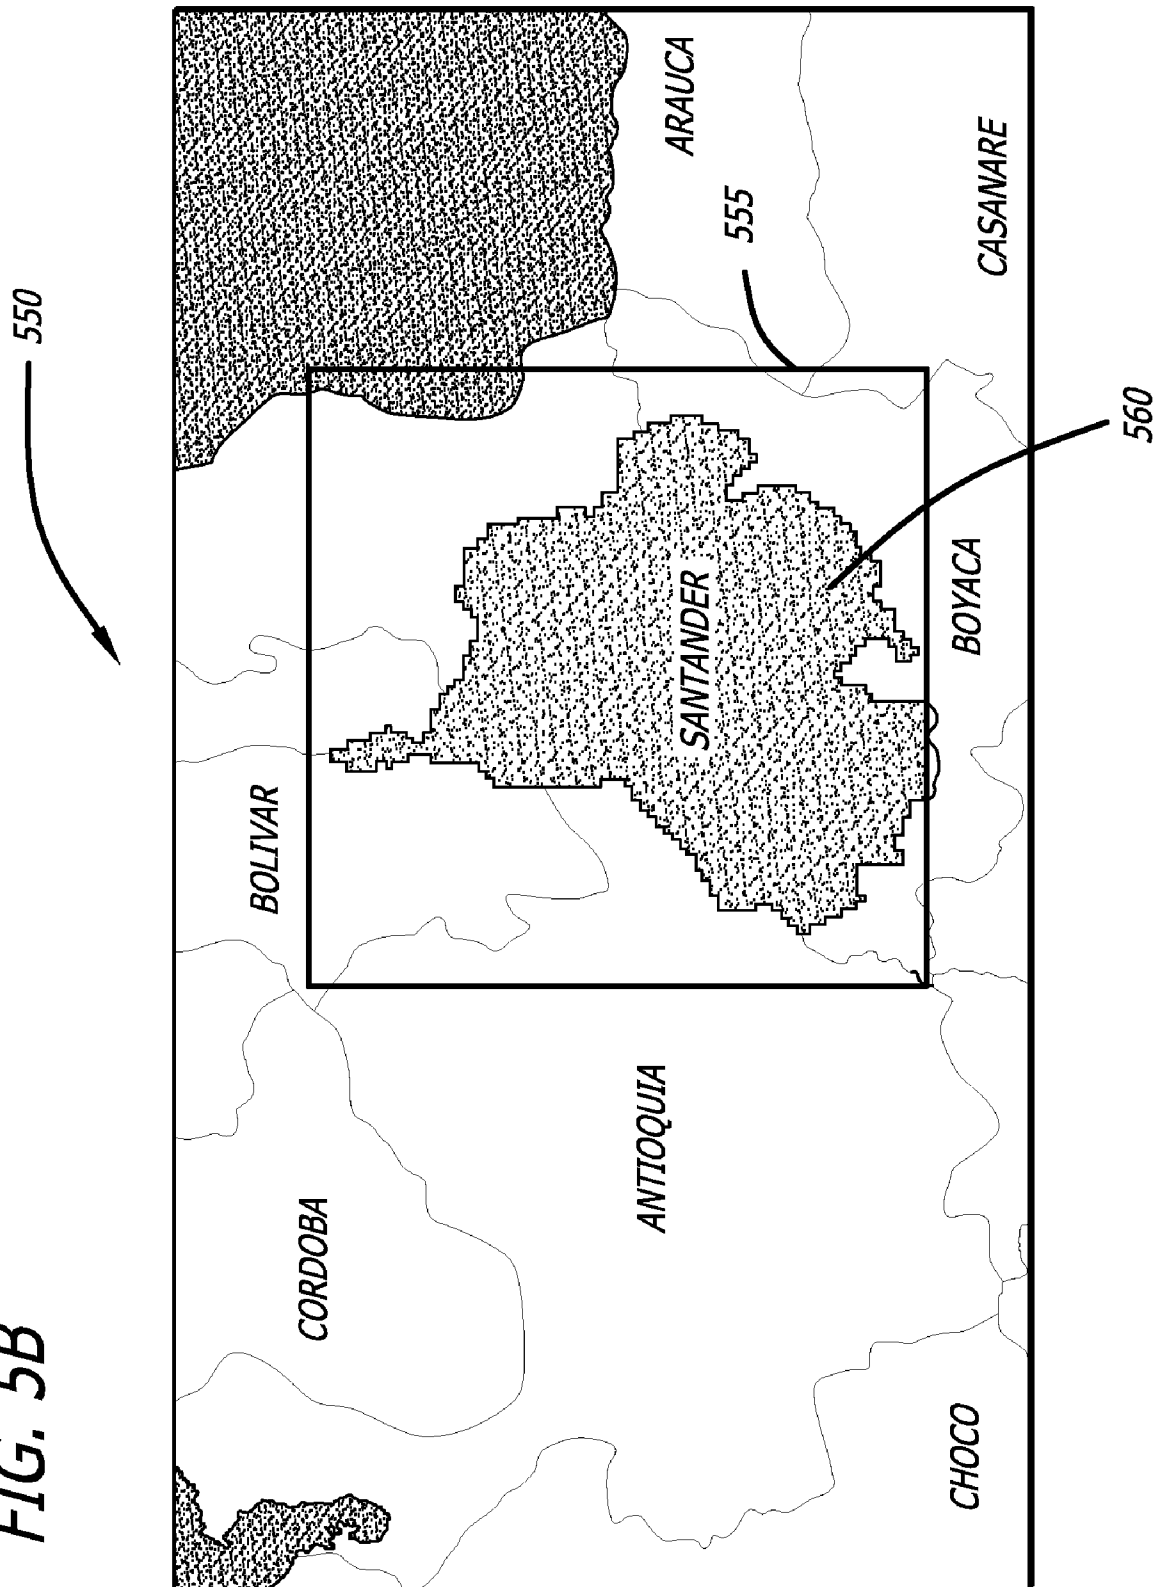 FIG. 5B
550
BOLIVAR
CORDOBA
ARAUCA
555
SANTANDER
ANTIOQUIA
CASANARE
BOYACA
CHOCO
560